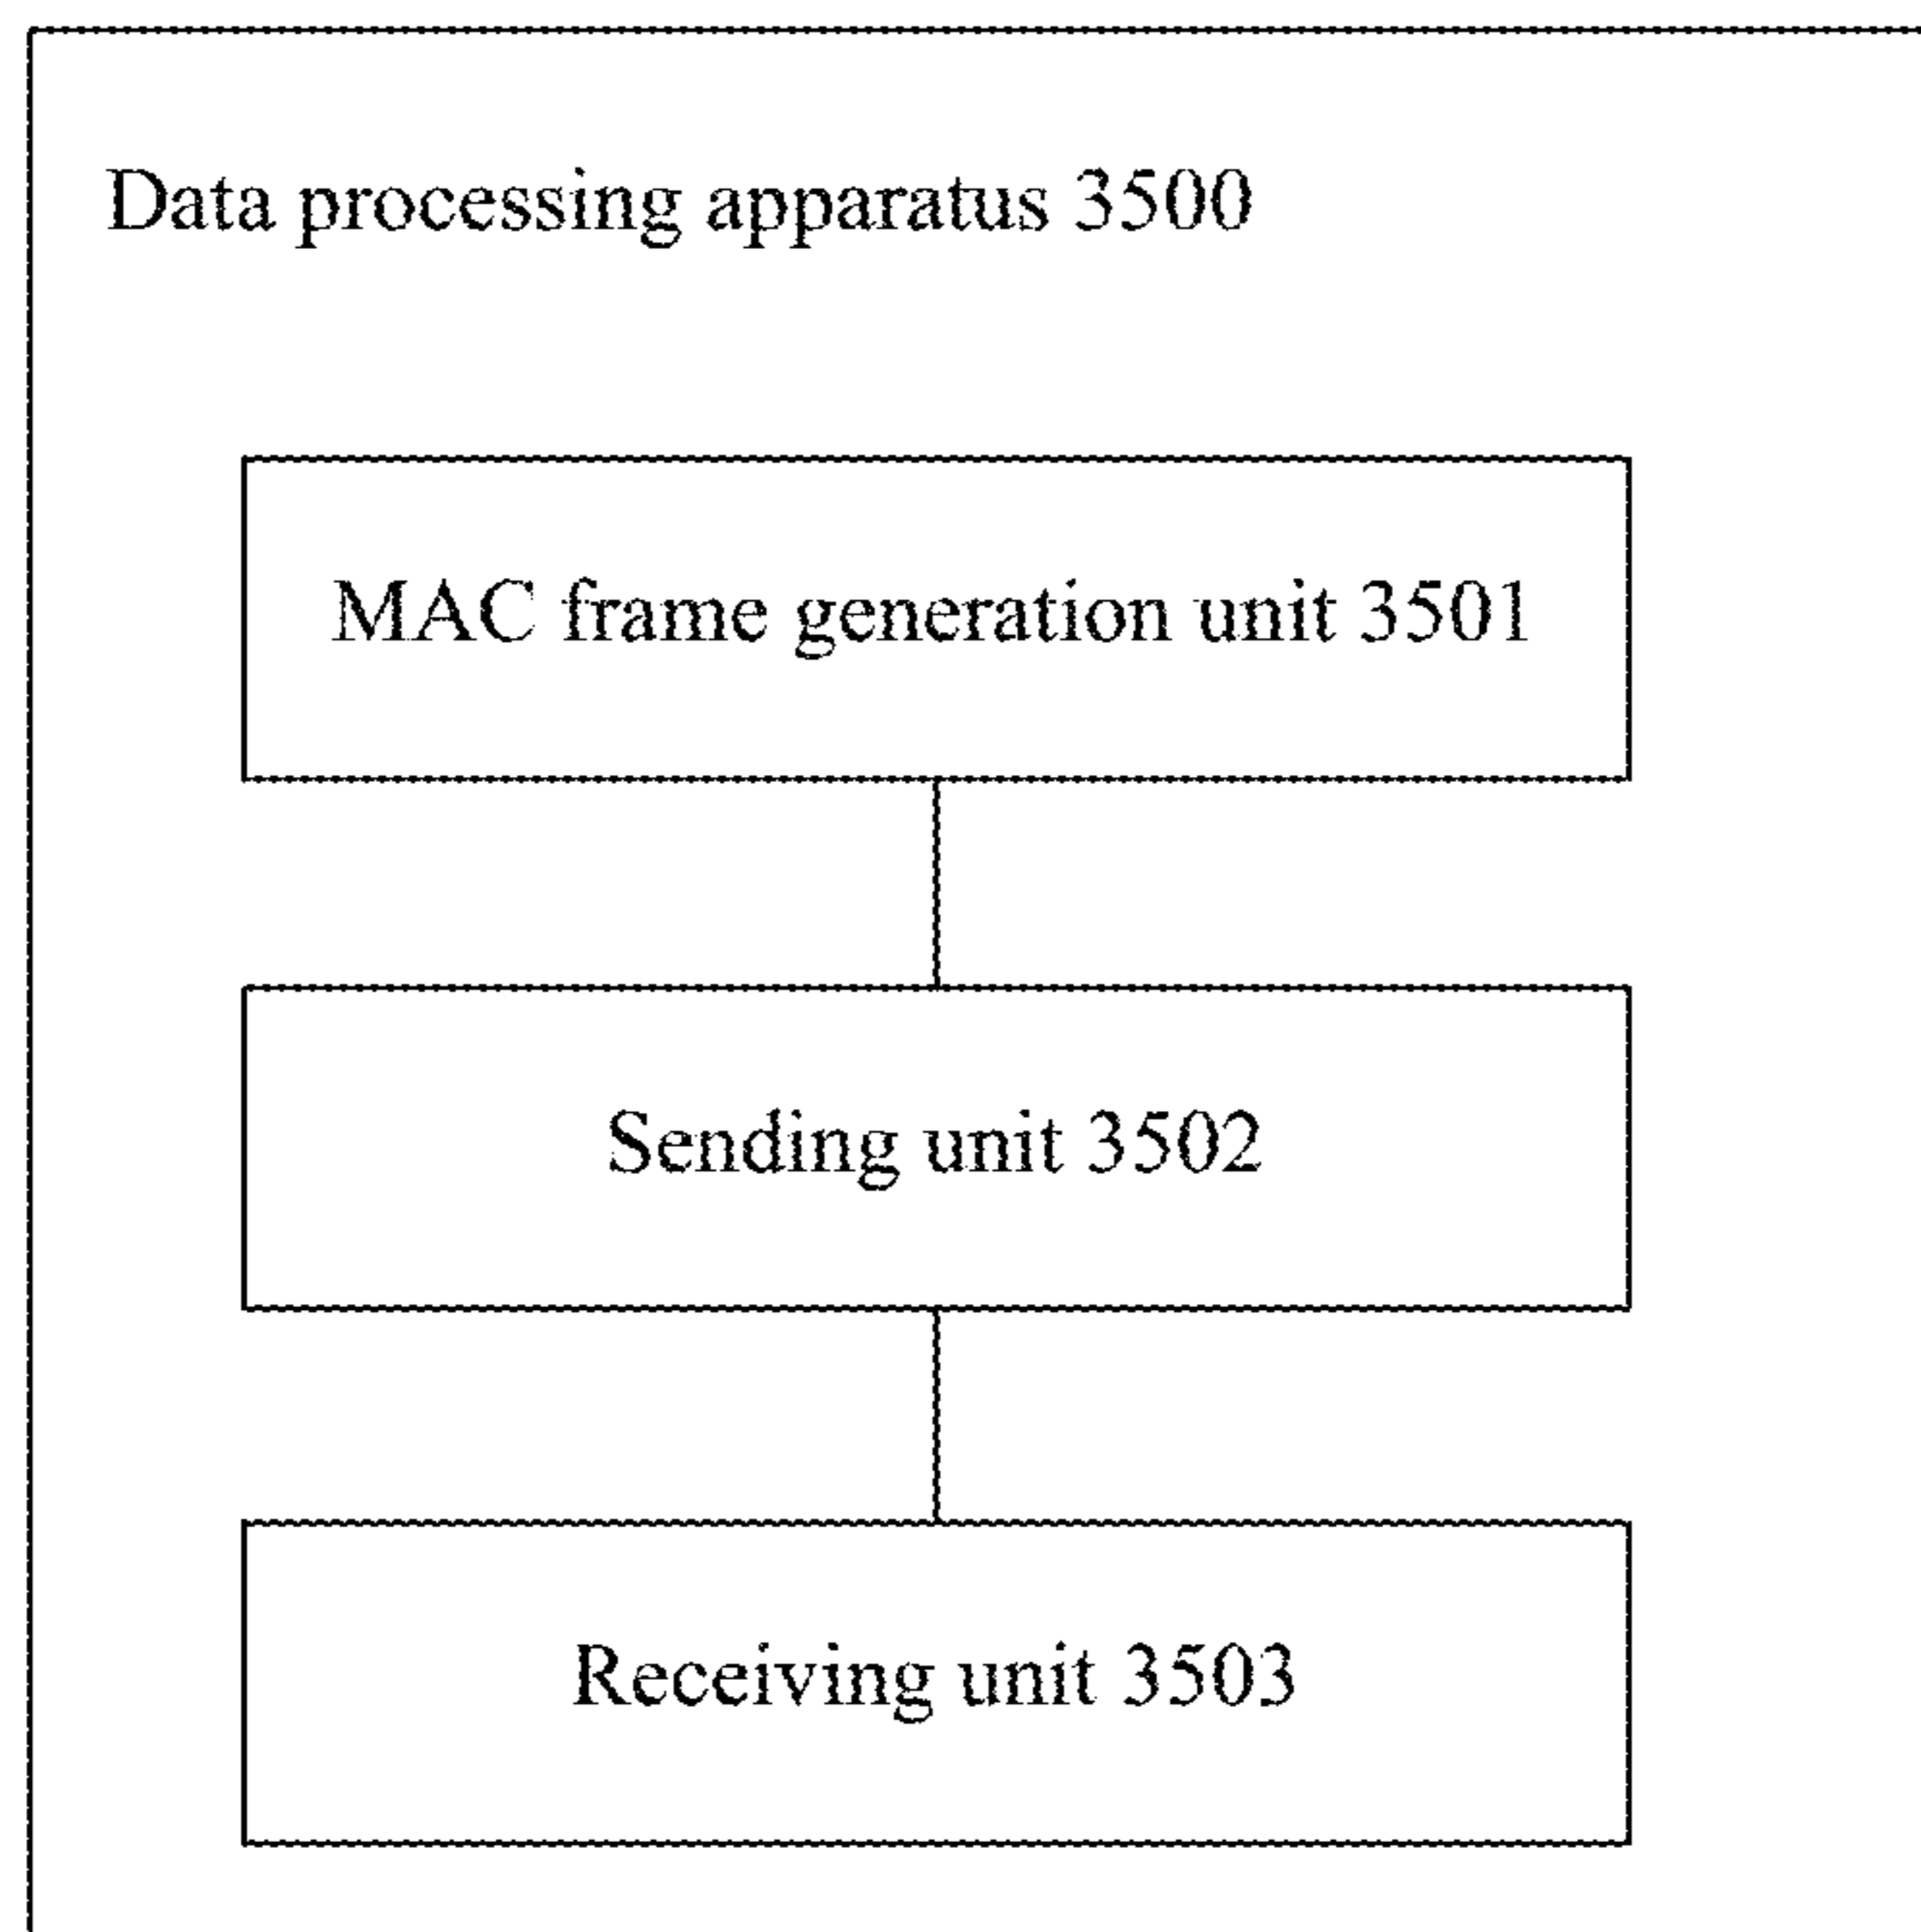 Data processing apparatus 3500
MAC frame generation unit 3501
Sending unit 3502
Receiving unit 3503